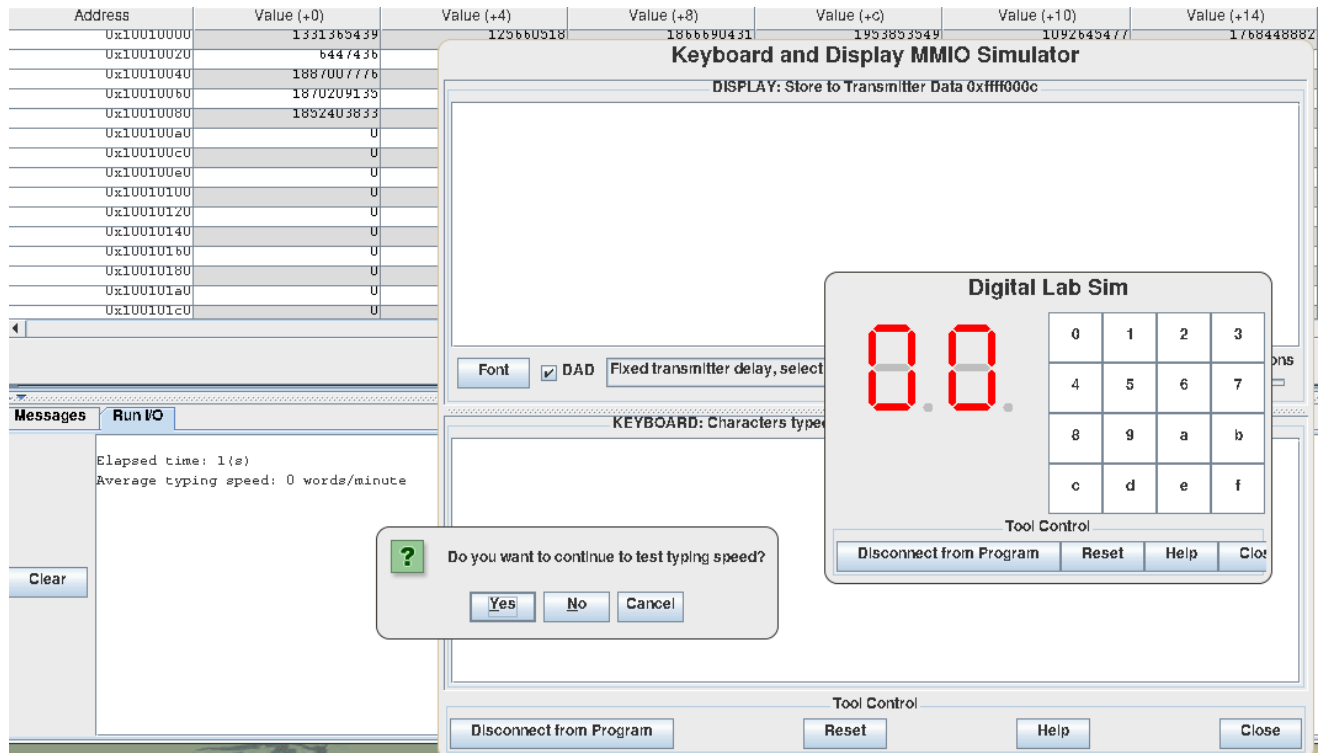 Address Value (+0) Value (+4) Value (+8) Value (+c) Value (+10) Value (+14)
0x10010000 1331365439 125660518 1866690431 1953853549 1092645477 1768448882
0x10010020 6447436
0x10010040 1887007776
0x10010060 1870209135
0x10010080 1852403833
0x100100a0 0
0x100100c0 0
0x100100e0 0
0x10010100 0
0x10010120 0
0x10010140 0
0x10010160 0
0x10010180 0
0x100101a0 0
0x100101c0 0
Keyboard and Display MMIO Simulator
DISPLAY: Store to Transmitter Data 0xffff000c
Font DAD Fixed transmitter delay, select
Digital Lab Sim
00
0 1 2 3
4 5 6 7
8 9 a b
c d e f
Tool Control
Disconnect from Program Reset Help
Messages Run I/O
Elapsed time: 1(s)
Average typing speed: 0 words/minute
Clear
KEYBOARD: Characters
Do you want to continue to test typing speed?
Yes No Cancel
Tool Control
Disconnect from Program Reset Help Close